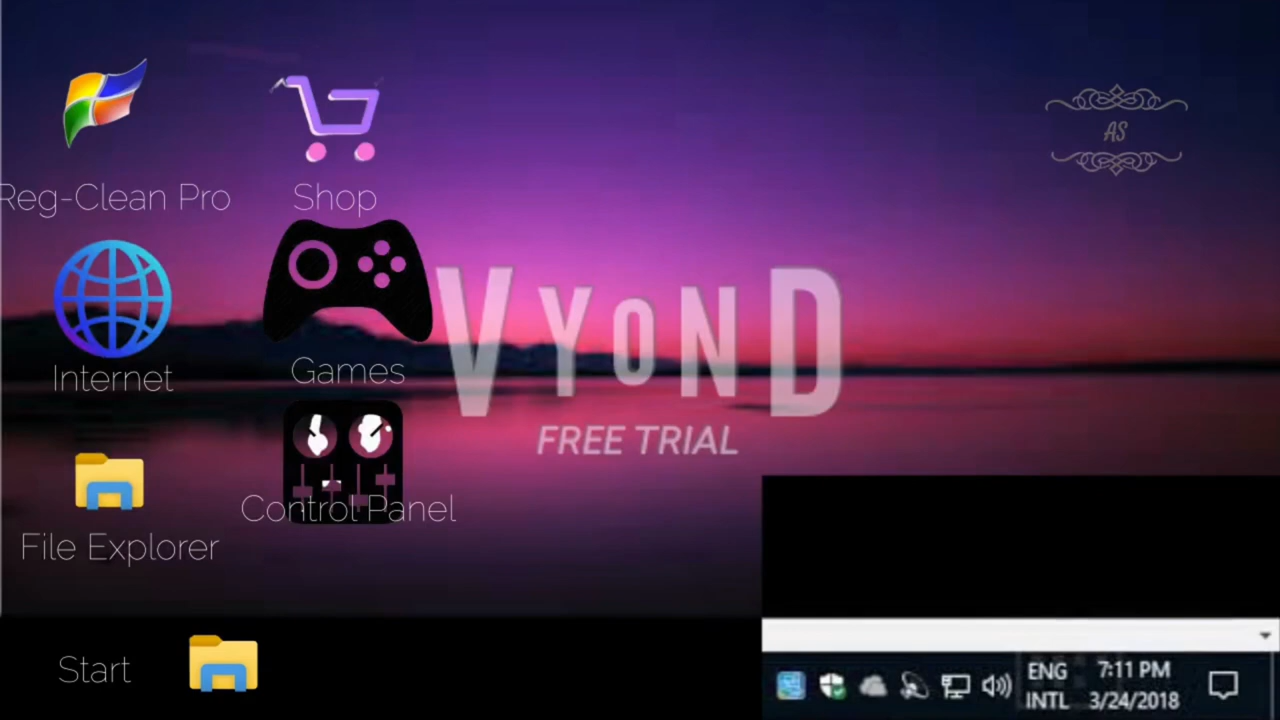 Reg-Clean Pro
Shop
AS
Internet
Games
VYOND
FREE TRIAL
Control Panel
File Explorer
Start
ENG
INTL
7:11 PM
3/24/2018